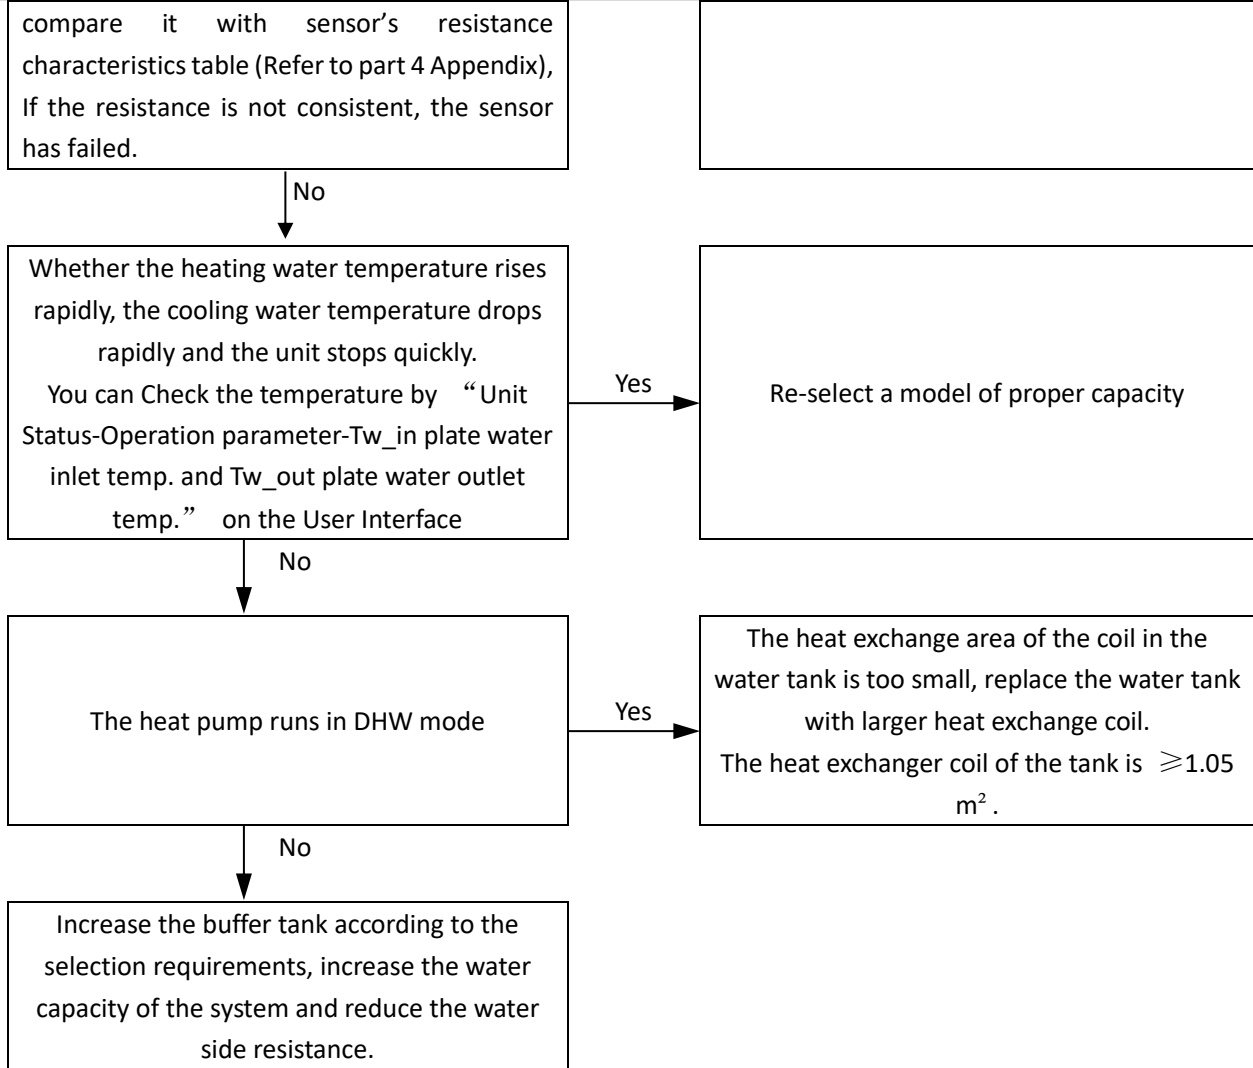 compare it with sensor's resistance
characteristics table (Refer to part 4 Appendix),
If the resistance is not consistent, the sensor
has failed.
No
Whether the heating water temperature rises
rapidly, the cooling water temperature drops
rapidly and the unit stops quickly.
You can Check the temperature by “Unit
Status-Operation parameter-Tw_in plate water
inlet temp. and Tw_out plate water outlet
temp.” on the User Interface
Yes
Re-select a model of proper capacity
No
The heat pump runs in DHW mode
Yes
The heat exchange area of the coil in the
water tank is too small, replace the water tank
with larger heat exchange coil.
The heat exchanger coil of the tank is ≥1.05
m² .
No
Increase the buffer tank according to the
selection requirements, increase the water
capacity of the system and reduce the water
side resistance.